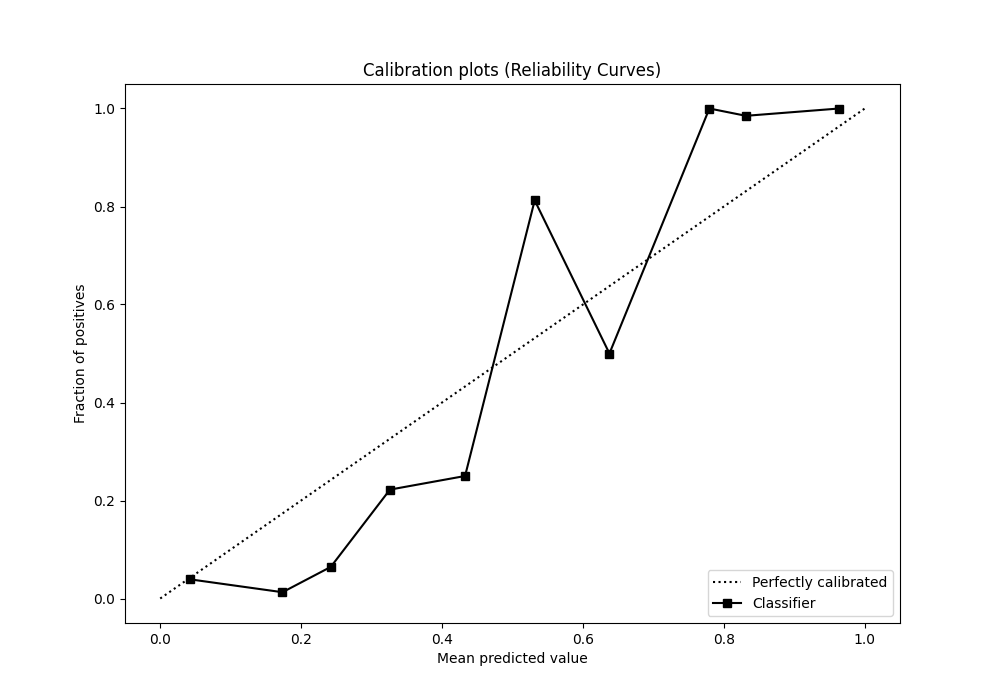 Calibration plots (Reliability Curves)
1.0
0.8
0.6
0.4
0.2
0.0
Fraction of positives
Perfectly calibrated
Classifier
0.0 0.2 0.4 0.6 0.8 1.0
Mean predicted value